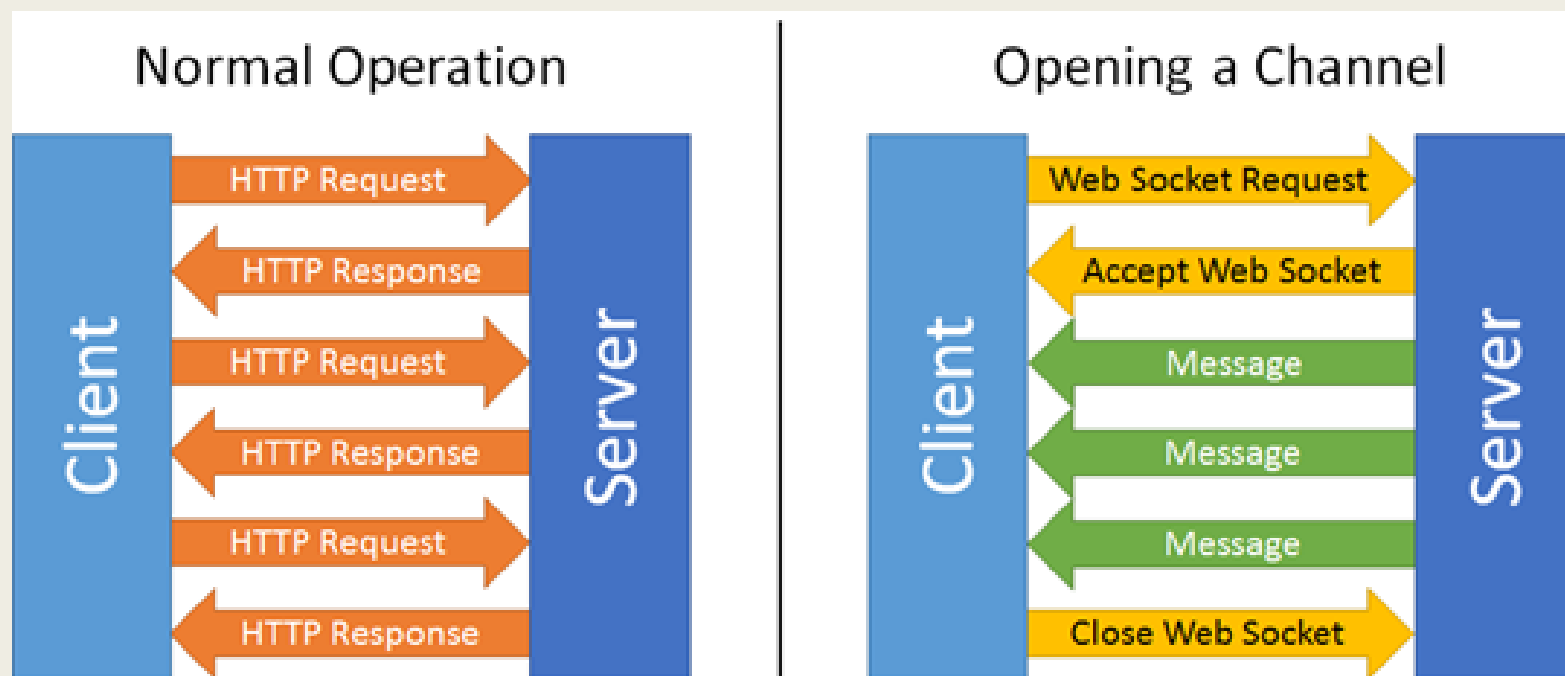 Normal Operation
Client
HTTP Request
HTTP Response
HTTP Request
HTTP Response
HTTP Request
HTTP Response
Server
Opening a Channel
Client
Web Socket Request
Accept Web Socket
Message
Message
Message
Close Web Socket
Server